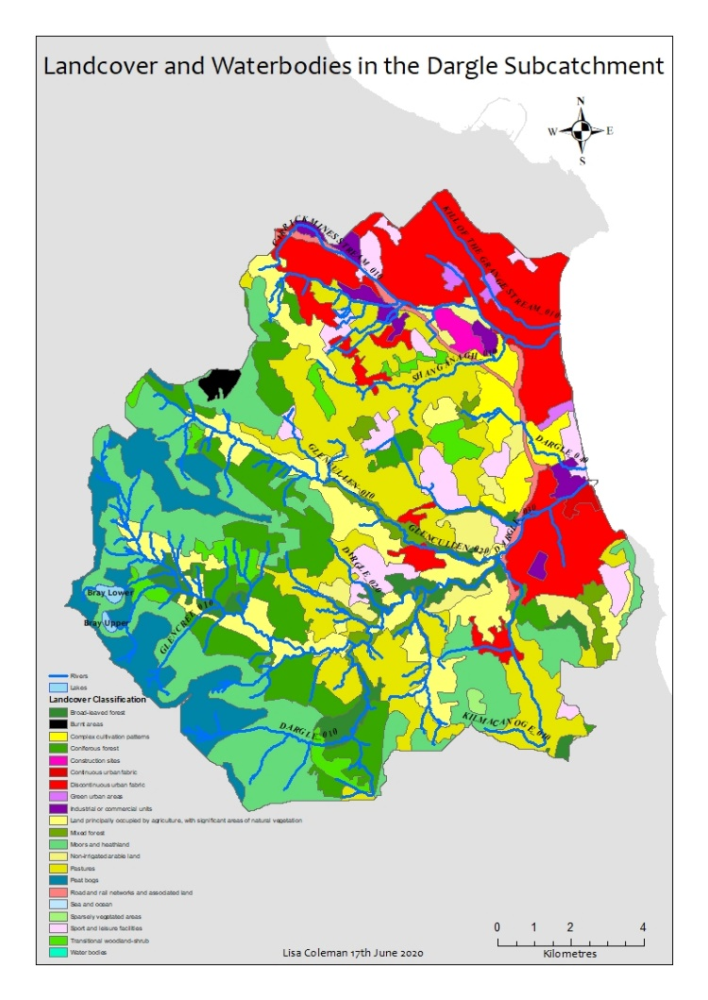 Landcover and Waterbodies in the Dargle Subcatchment
N
W E
S
CARRICKMINESSTREAM_010
KILL OF THE GRANGE STREAM_010
SHANGANAGH_010
DARGLE_040
GLENCULLEN_010
GLENCULLEN_020
DARGLE_030
DARGLE_020
Bray Lower
Bray Upper
GLENCREE_010
DARGLE_010
KILMACANOGE_010
Rivers
Lakes
Landcover Classification
Broad-leaved forest
Burnt areas
Complex cultivation patterns
Coniferous forest
Construction sites
Continuous urban fabric
Discontinuous urban fabric
Green urban areas
Industrial or commercial units
Land principally occupied by agriculture, with significant areas of natural vegetation
Mixed forest
Moors and heathland
Non-irrigated arable land
Pastures
Peat bogs
Road and rail networks and associated land
Sea and ocean
Sparsely vegetated areas
Sport and leisure facilities
Transitional woodland-shrub
Water bodies
Lisa Coleman 17th June 2020
0 1 2 4
Kilometres